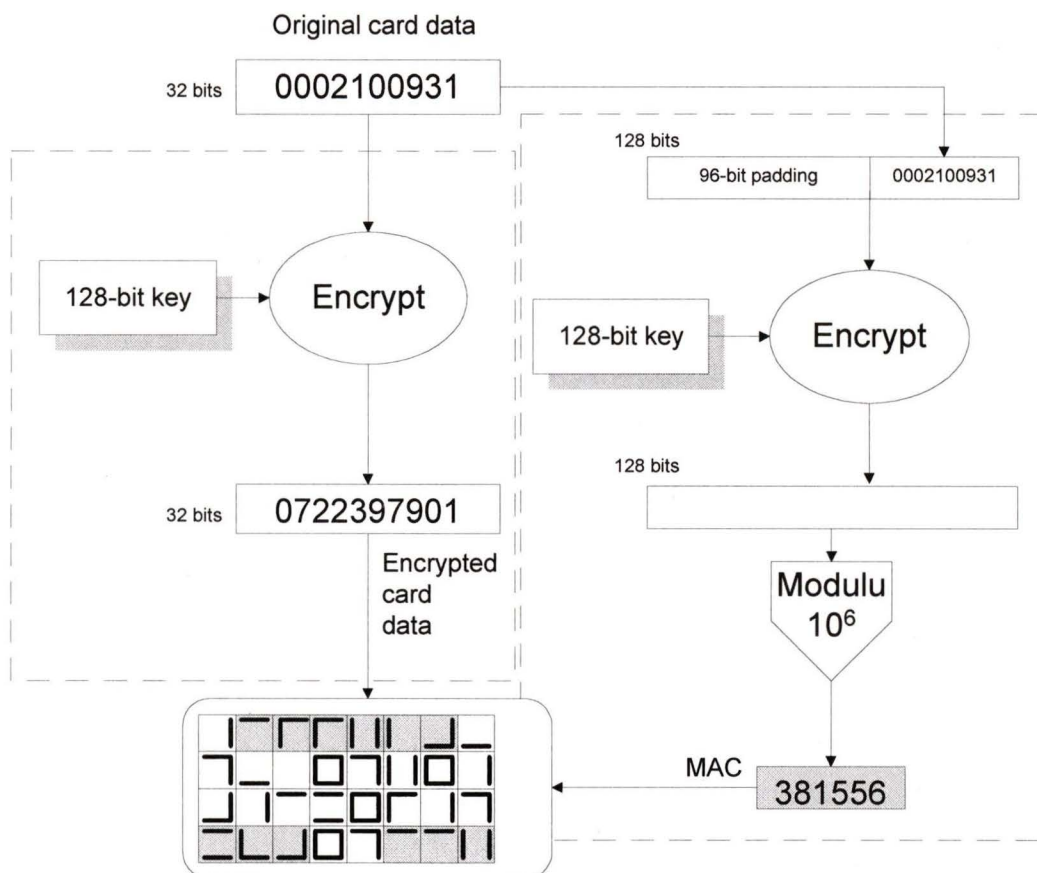 Original card data
32 bits
0002100931
128 bits
96-bit padding
0002100931
128-bit key
Encrypt
128-bit key
Encrypt
128 bits
32 bits
0722397901
Encrypted
card
data
Modulu
10⁶
MAC
381556